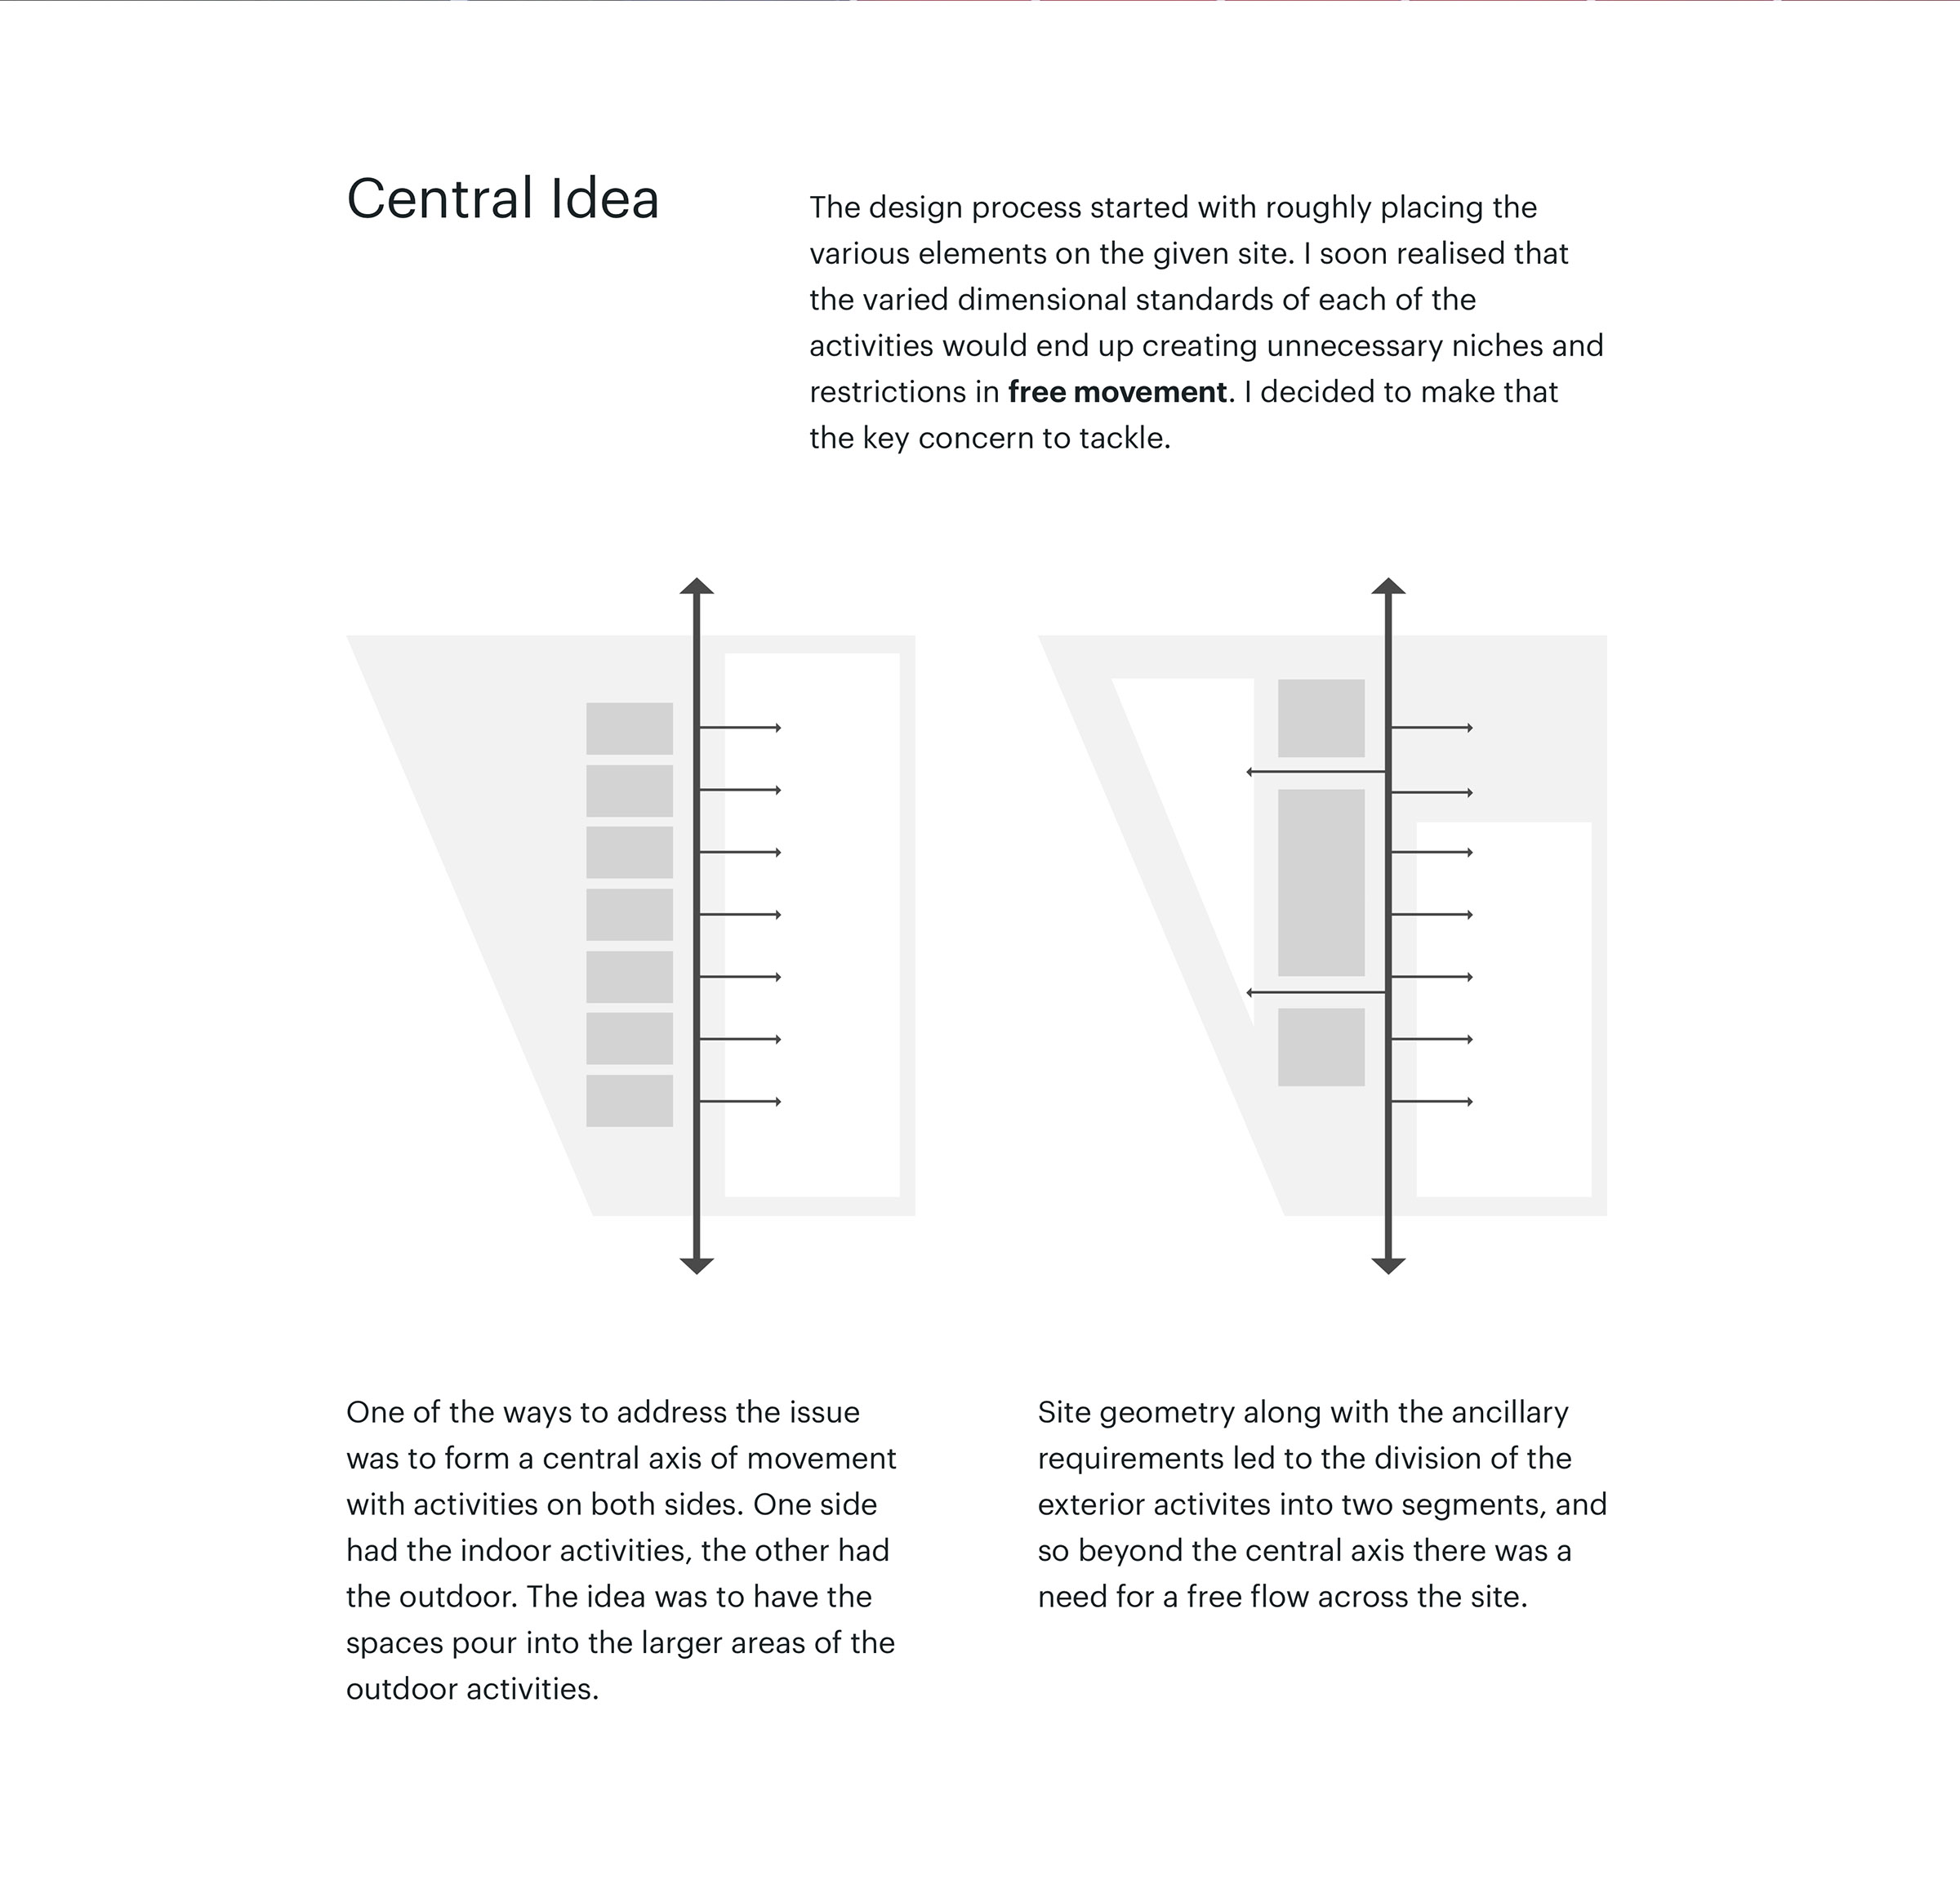 Central Idea
The design process started with roughly placing the
various elements on the given site. I soon realised that
the varied dimensional standards of each of the
activities would end up creating unnecessary niches and
restrictions in free movement. I decided to make that
the key concern to tackle.
One of the ways to address the issue
was to form a central axis of movement
with activities on both sides. One side
had the indoor activities, the other had
the outdoor. The idea was to have the
spaces pour into the larger areas of the
outdoor activities.
Site geometry along with the ancillary
requirements led to the division of the
exterior activites into two segments, and
so beyond the central axis there was a
need for a free flow across the site.